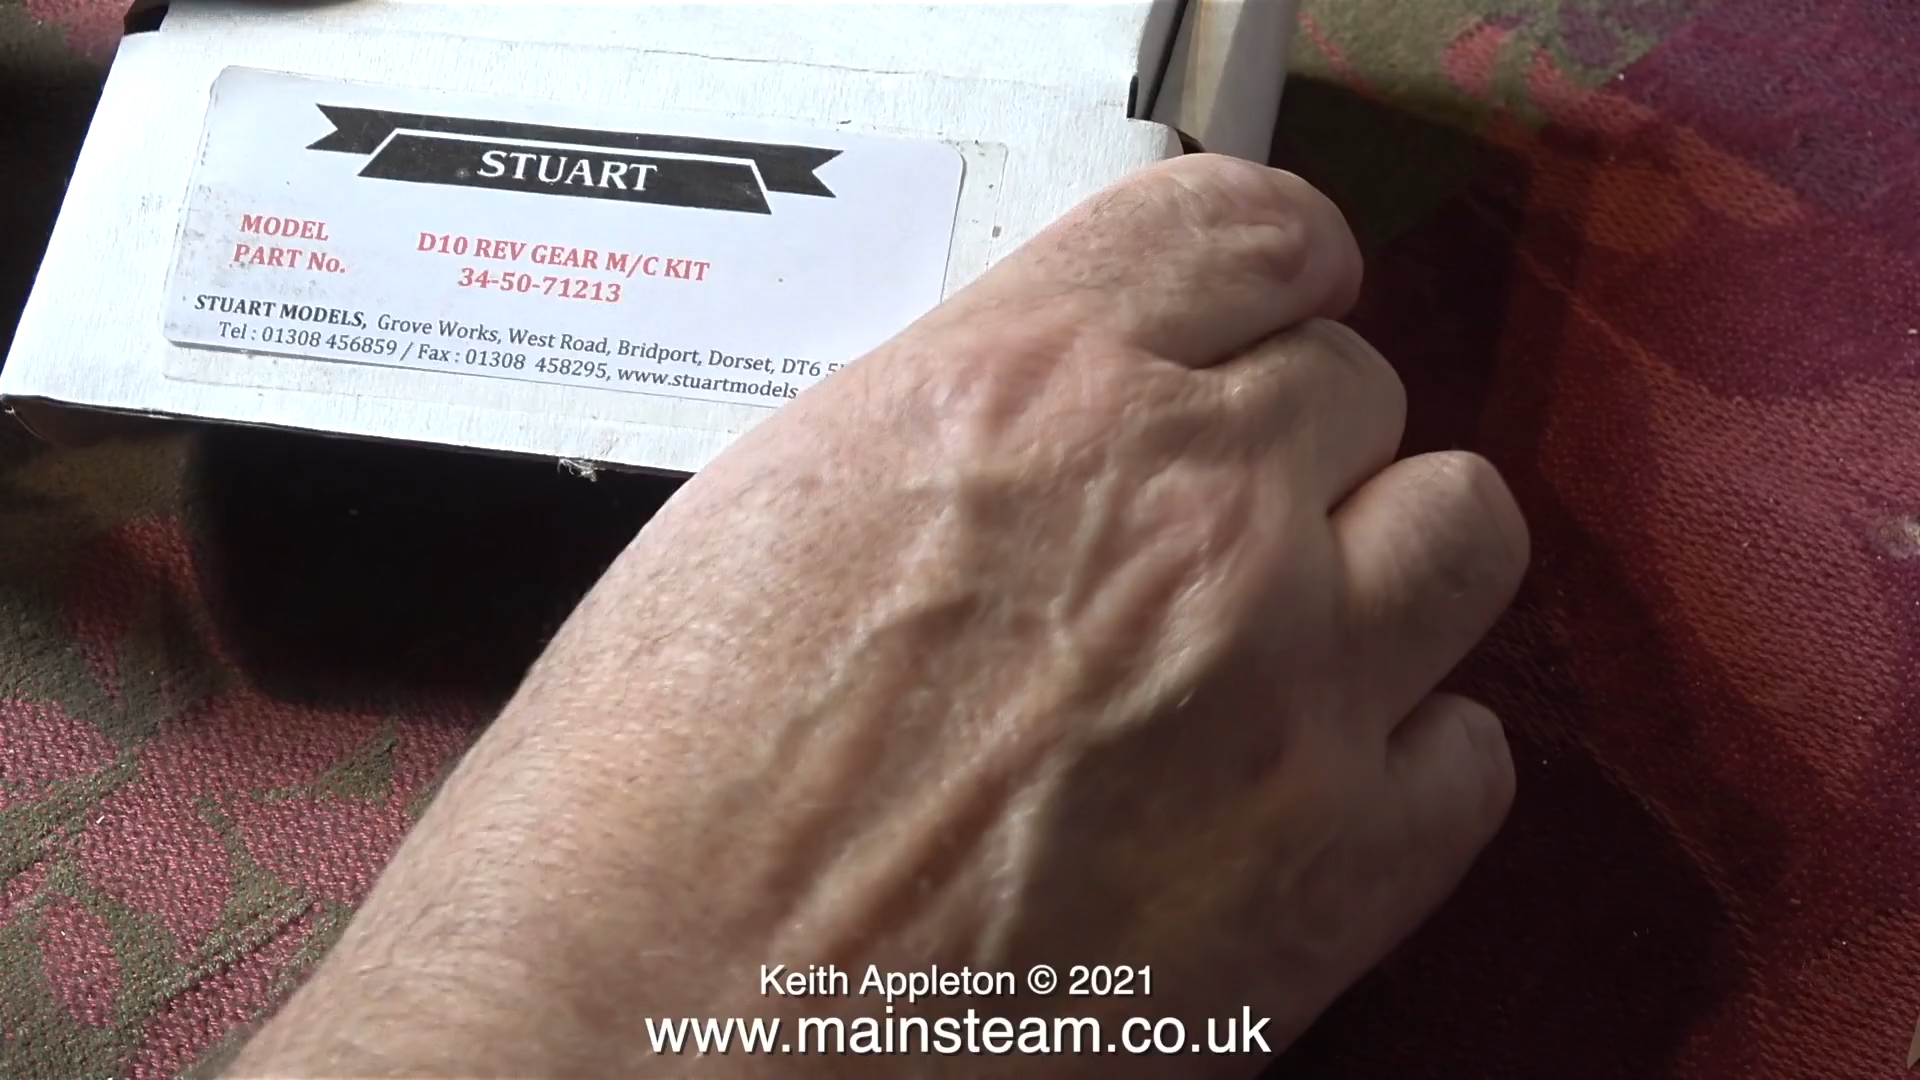 STUART
MODEL D10 REV GEAR M/C KIT
PART No. 34-50-71213
STUART MODELS, Grove Works, West Road, Bridport, Dorset, DT6
Tel : 01308 456859 / Fax : 01308 458295, www.stuartmodels
Keith Appleton © 2021
www.mainsteam.co.uk